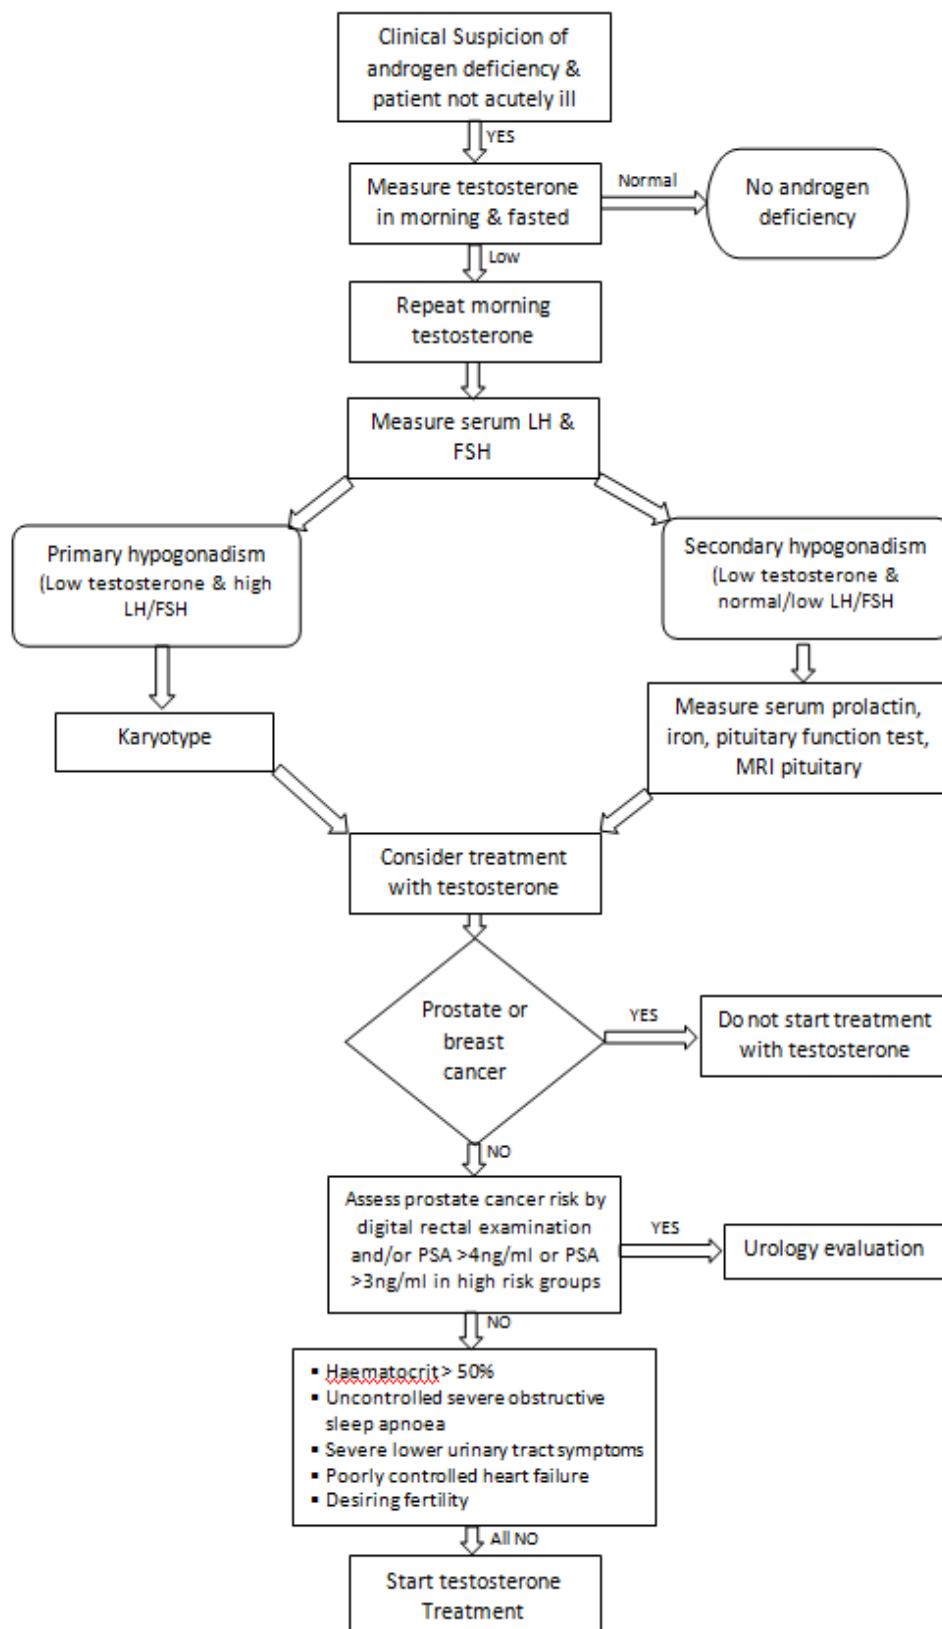 Clinical Suspicion of
androgen deficiency &
patient not acutely ill
YES
Measure testosterone
in morning & fasted
Normal
No androgen
deficiency
Low
Repeat morning
testosterone
Measure serum LH &
FSH
Primary hypogonadism
(Low testosterone & high
LH/FSH
Secondary hypogonadism
(Low testosterone &
normal/low LH/FSH
Karyotype
Measure serum prolactin,
iron, pituitary function test,
MRI pituitary
Consider treatment
with testosterone
Prostate or
breast
cancer
YES
Do not start treatment
with testosterone
NO
Assess prostate cancer risk by
digital rectal examination
and/or PSA >4ng/ml or PSA
>3ng/ml in high risk groups
YES
Urology evaluation
NO
▪ Haematocrit > 50%
▪ Uncontrolled severe obstructive
sleep apnoea
▪ Severe lower urinary tract symptoms
▪ Poorly controlled heart failure
▪ Desiring fertility
All NO
Start testosterone
Treatment